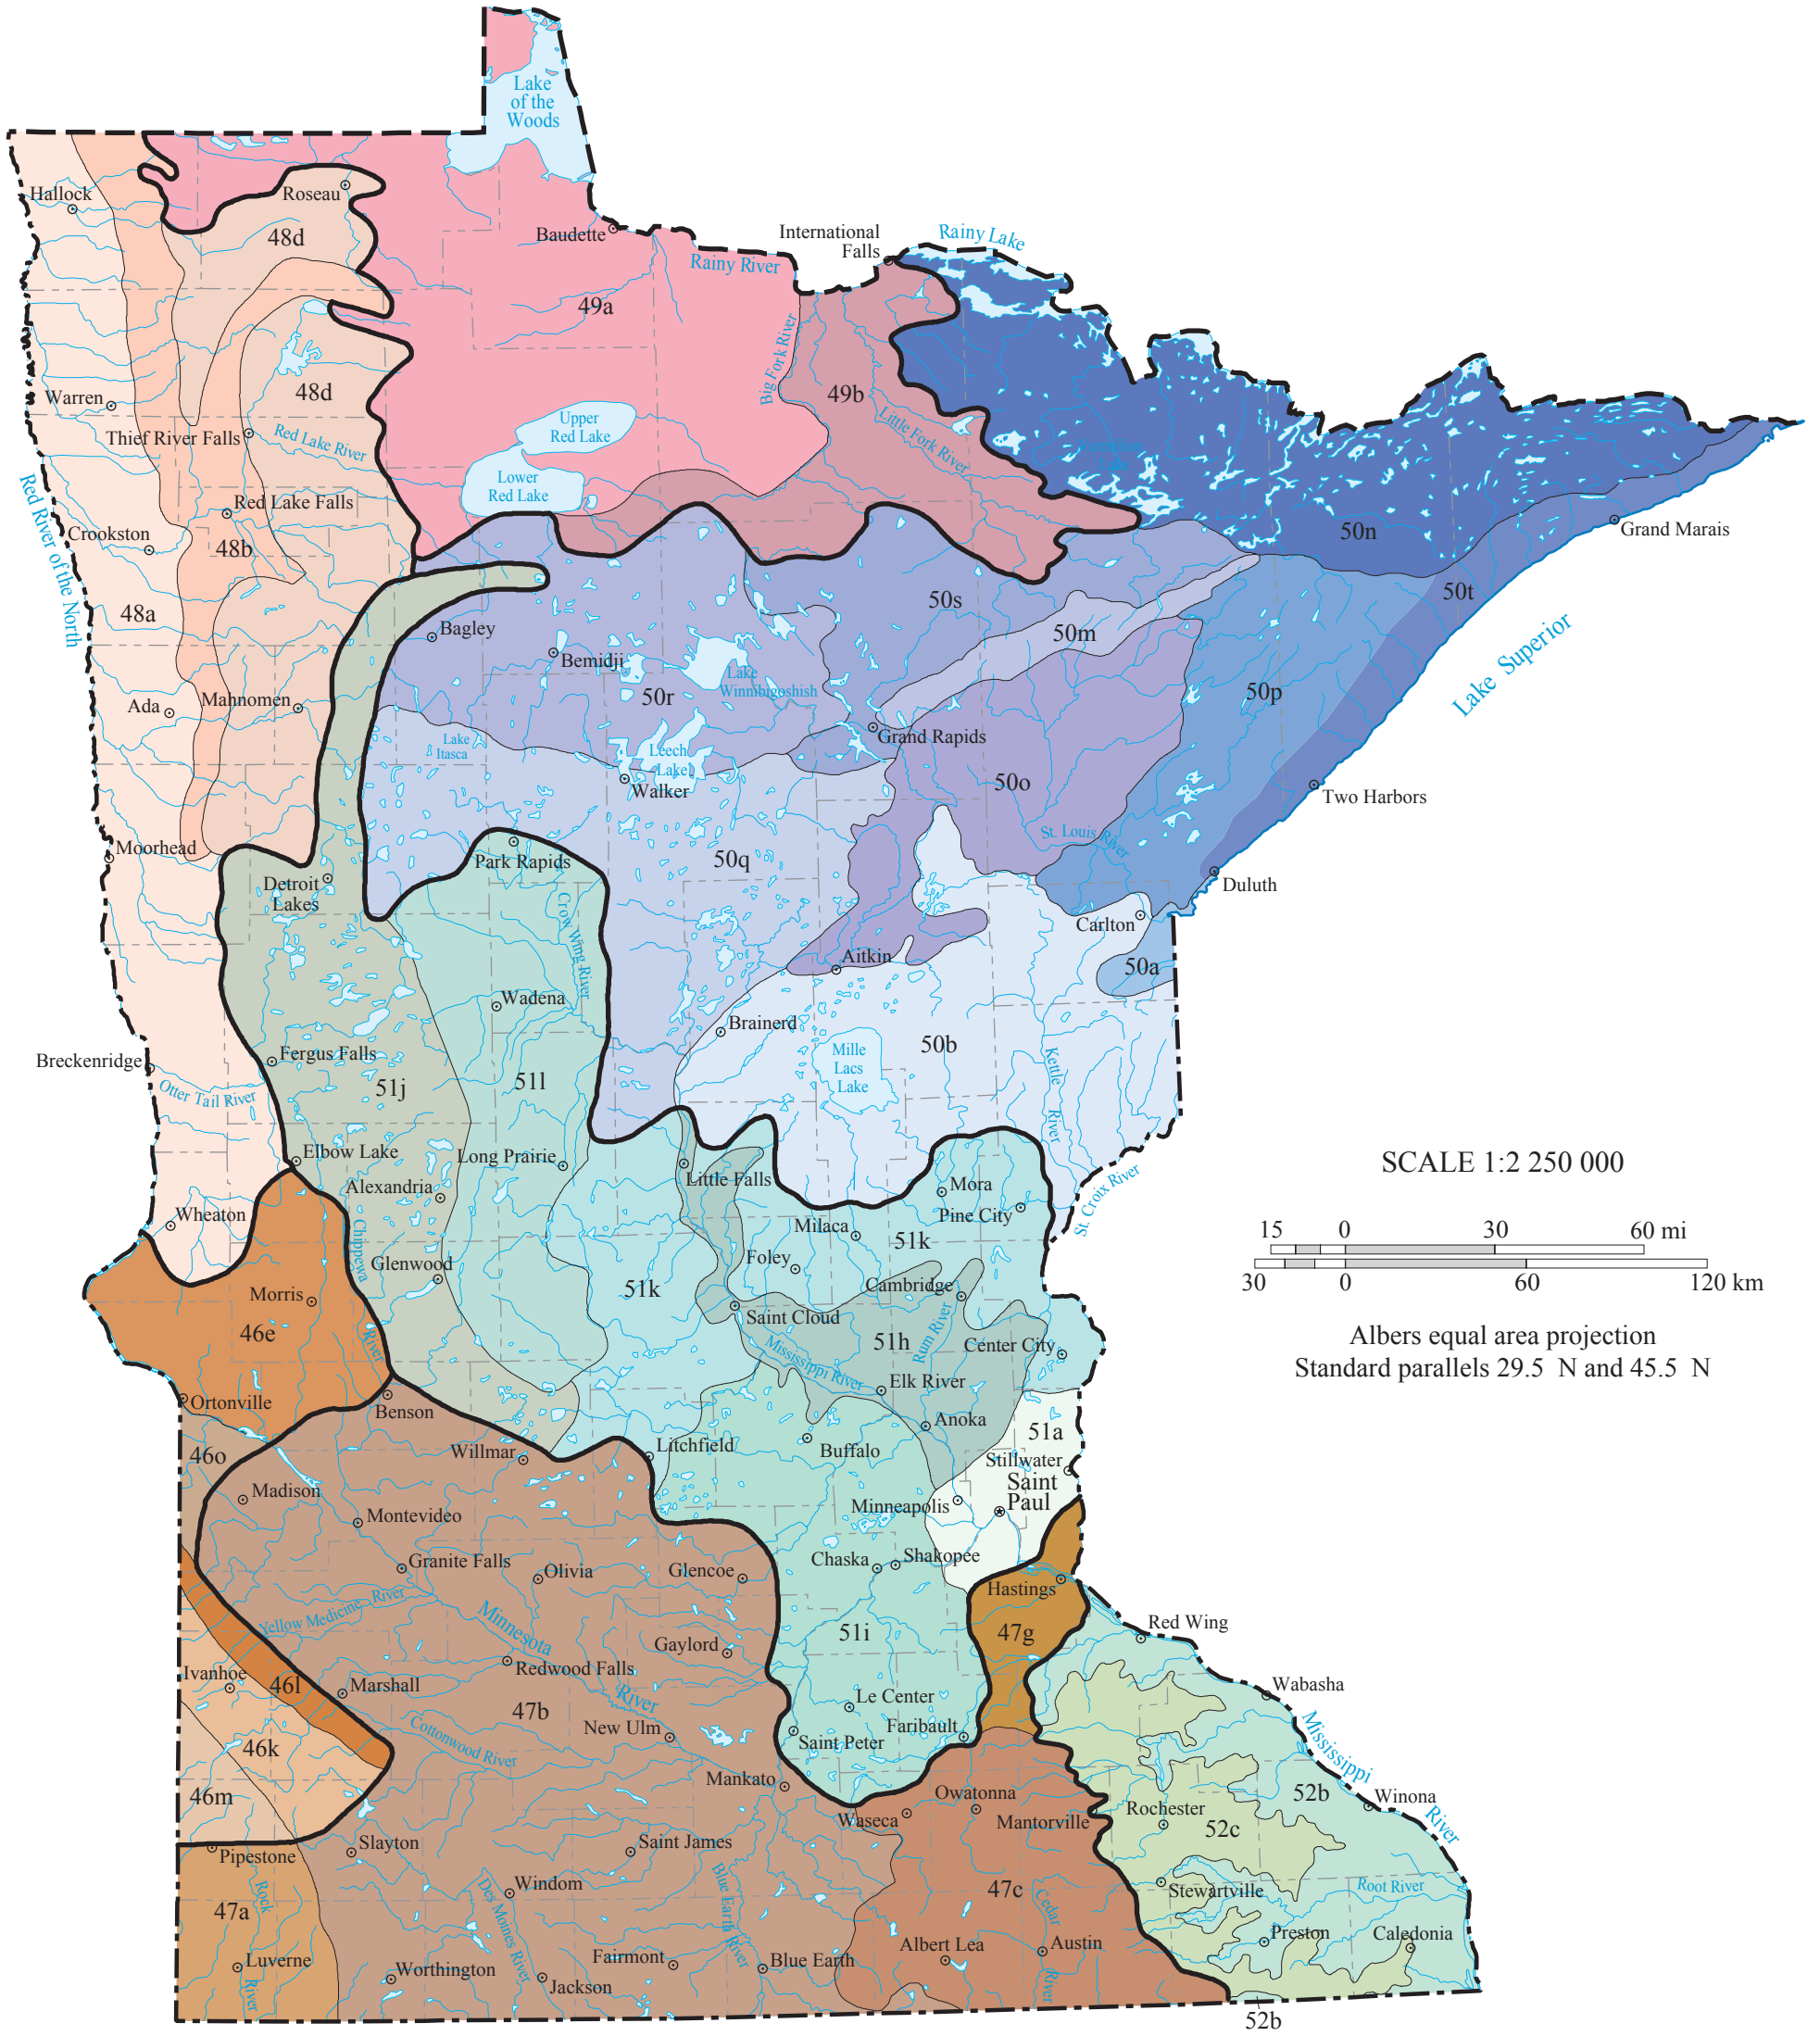 Lake
of the
Woods
Hallock
Roseau
48d
Baudette
International
Falls
Rainy Lake
Rainy River
49a
Big Fork River
49b
Little Fork River
Vermilion
Lake
48d
Warren
Thief River Falls
Red Lake River
Upper
Red Lake
Lower
Red Lake
Red River of the North
Red Lake Falls
Crookston
48b
50n
Grand Marais
50t
48a
50s
50m
Bagley
Bemidji
Lake
Winnibigoshish
50r
50p
Lake Superior
Ada
Mahnomen
Grand Rapids
Lake
Itasca
Leech
Lake
Walker
50o
Two Harbors
St. Louis River
Moorhead
Park Rapids
50q
Detroit
Lakes
Duluth
Crow Wing River
Carlton
Aitkin
50a
Wadena
Brainerd
50b
Mille
Lacs
Lake
Kettle
River
Breckenridge
Fergus Falls
Otter Tail River
51j
51l
Elbow Lake
Long Prairie
Alexandria
Little Falls
Mora
Pine City
St. Croix River
SCALE 1:2 250 000
Wheaton
Chippewa
River
Milaca
51k
Foley
Glenwood
51k
Cambridge
15 0 30 60 mi
30 0 60 120 km
Morris
46e
Saint Cloud
51h
Rum River
Center City
Mississippi River
Albers equal area projection
Standard parallels 29.5 N and 45.5 N
Elk River
Ortonville
Benson
Anoka
51a
Buffalo
Litchfield
Willmar
46o
Stillwater
Saint
Paul
Madison
Minneapolis
Montevideo
Granite Falls
Olivia
Glencoe
Chaska
Shakopee
Hastings
Yellow Medicine River
Minnesota
River
Red Wing
47g
51i
Gaylord
Ivanhoe
46l
Marshall
Redwood Falls
Wabasha
47b
Le Center
New Ulm
Faribault
Saint Peter
Cottonwood River
46k
Mississippi
River
Mankato
46m
Owatonna
52b
Winona
Waseca
Mantorville
Rochester
52c
Pipestone
Slayton
Saint James
Windom
Blue Earth River
Des Moines River
47c
Cedar
River
Stewartville
Root River
Rock
River
47a
Preston
Caledonia
Luverne
Worthington
Jackson
Fairmont
Blue Earth
Albert Lea
Austin
52b